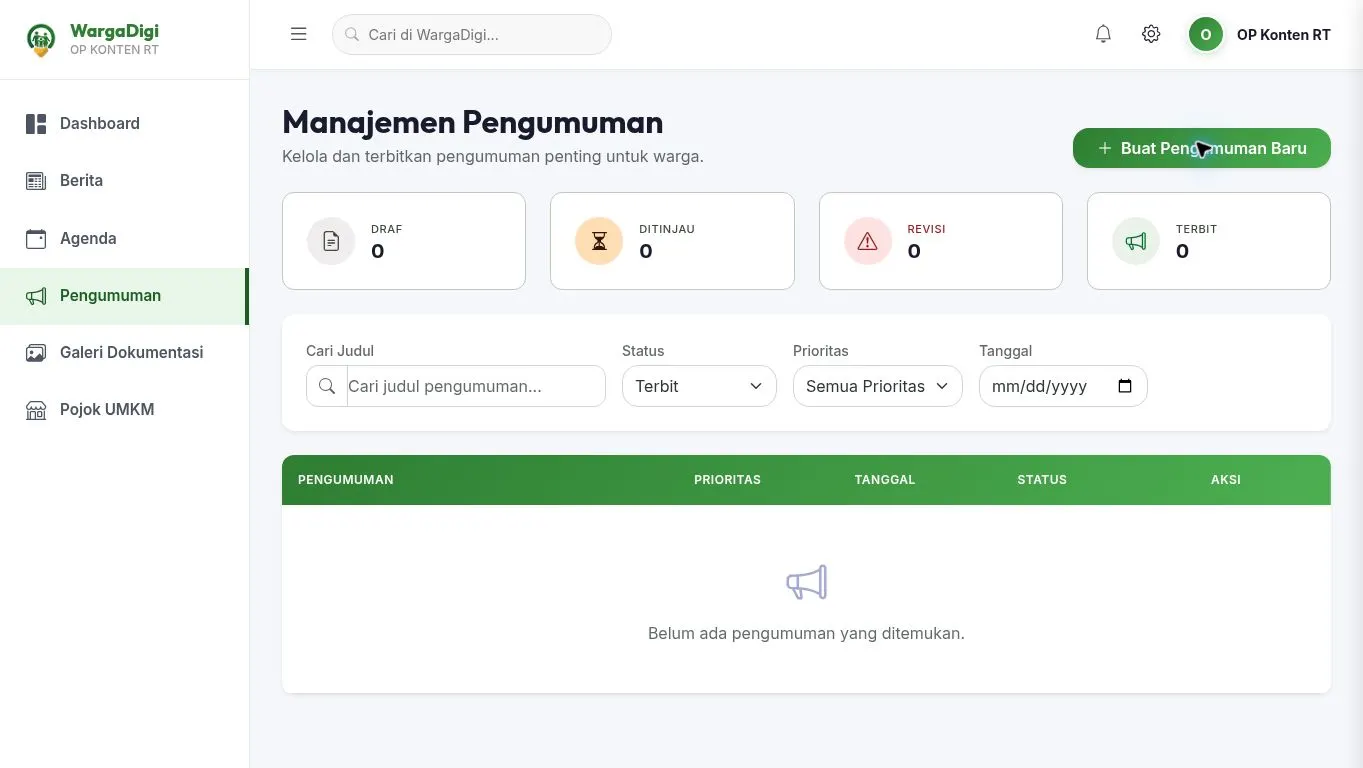 WargaDigi
OP KONTEN RT
Cari di WargaDigi...
O
OP Konten RT
Dashboard
Berita
Agenda
Pengumuman
Galeri Dokumentasi
Pojok UMKM
Manajemen Pengumuman
Kelola dan terbitkan pengumuman penting untuk warga.
Buat Pengumuman Baru
DRAF
0
DITINJAU
0
REVISI
0
TERBIT
0
Cari Judul
Cari judul pengumuman...
Status
Terbit
Prioritas
Semua Prioritas
Tanggal
mm/dd/yyyy
PENGUMUMAN PRIORITAS TANGGAL STATUS AKSI
Belum ada pengumuman yang ditemukan.